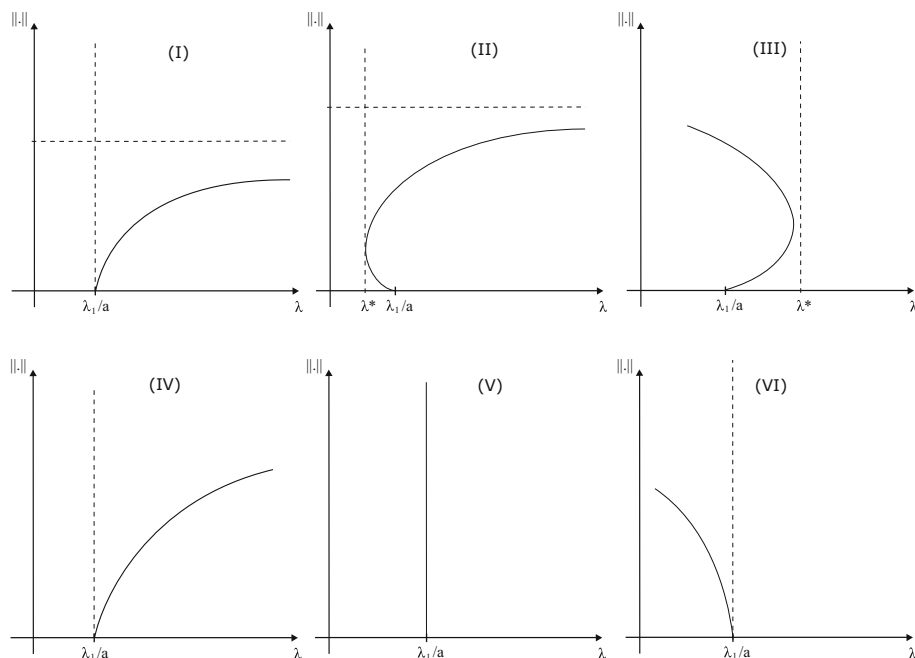 ||.||
(I)
λ₁/a
λ
||.||
(II)
λ*
λ₁/a
λ
||.||
(III)
λ₁/a
λ*
λ
||.||
(IV)
λ₁/a
λ
||.||
(V)
λ₁/a
λ
||.||
(VI)
λ₁/a
λ